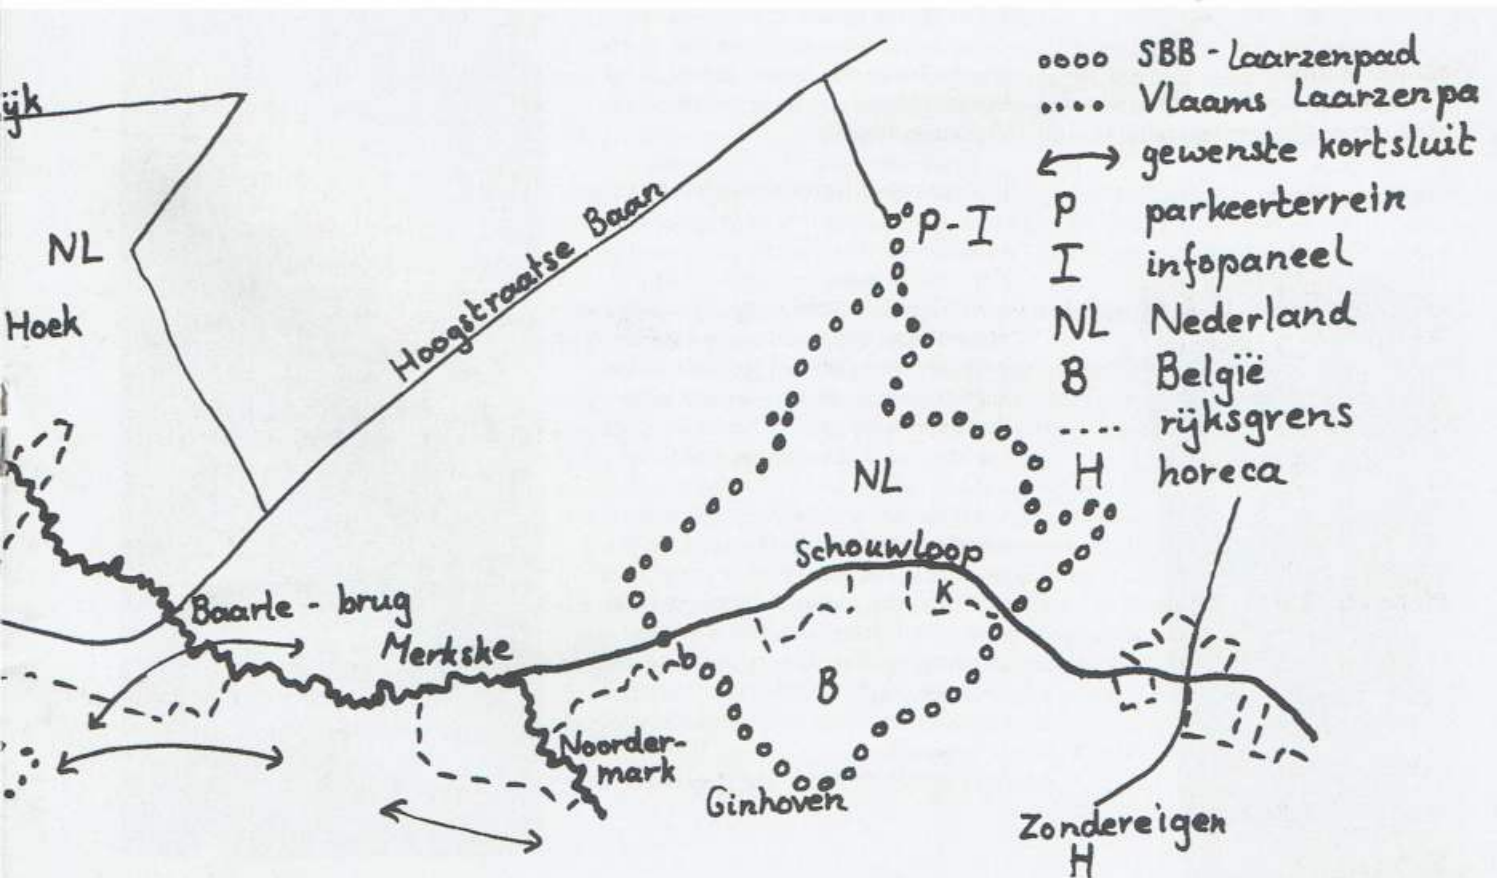 SBB - Laarzenpad
Vlaams Laarzenpa
gewenste kortsluit
P parkeerterrein
I infopaneel
NL Nederland
B België
rijksgrens
H horeca
ijk
NL
Hoek
Hoogstraatse Baan
P - I
NL
Schouwloop
K
Baarle - brug
Merkske
B
Noorder-
mark
Ginhoven
Zondereigen
H